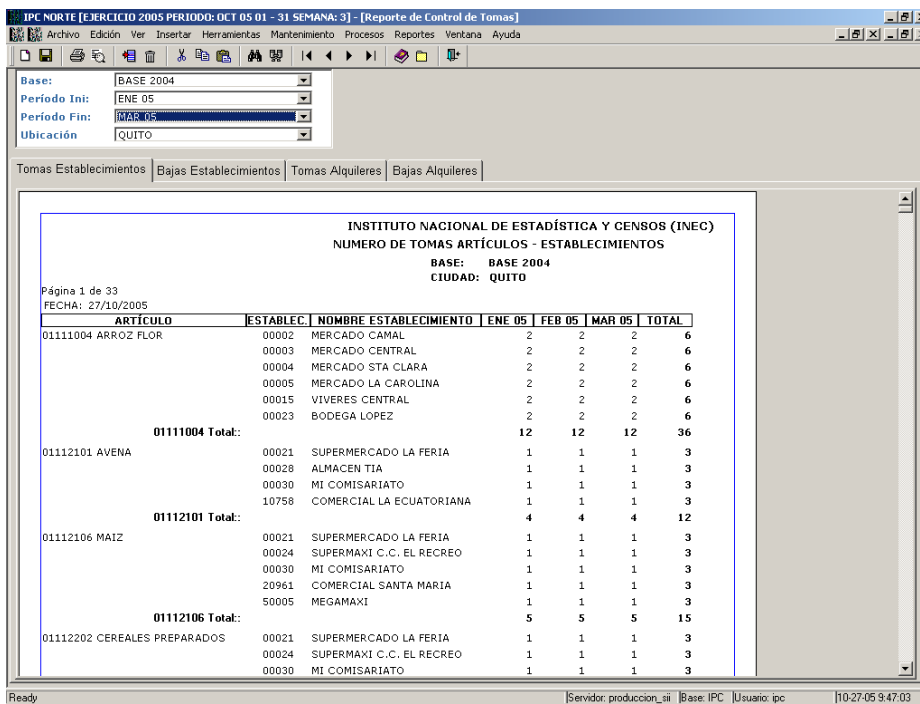 IPC NORTE [EJERCICIO 2005 PERIODO: OCT 05 01 - 31 SEMANA: 3] - [Reporte de Control de Tomas]
Archivo Edición Ver Insertar Herramientas Mantenimiento Procesos Reportes Ventana Ayuda
Base: BASE 2004
Período Ini: ENE 05
Período Fin: MAR 05
Ubicación QUITO
Tomas Establecimientos Bajas Establecimientos Tomas Alquileres Bajas Alquileres
INSTITUTO NACIONAL DE ESTADÍSTICA Y CENSOS (INEC)
NUMERO DE TOMAS ARTÍCULOS - ESTABLECIMIENTOS
BASE: BASE 2004
CIUDAD: QUITO
Página 1 de 33
FECHA: 27/10/2005
ARTÍCULO ESTABLEC. NOMBRE ESTABLECIMIENTO ENE 05 FEB 05 MAR 05 TOTAL
01111004 ARROZ FLOR 00002 MERCADO CAMAL 2 2 2 6
00003 MERCADO CENTRAL 2 2 2 6
00004 MERCADO STA CLARA 2 2 2 6
00005 MERCADO LA CAROLINA 2 2 2 6
00015 VIVERES CENTRAL 2 2 2 6
00023 BODEGA LOPEZ 2 2 2 6
01111004 Total:: 12 12 12 36
01112101 AVENA 00021 SUPERMERCADO LA FERIA 1 1 1 3
00028 ALMACEN TIA 1 1 1 3
00030 MI COMISARIATO 1 1 1 3
10758 COMERCIAL LA ECUATORIANA 1 1 1 3
01112101 Total:: 4 4 4 12
01112106 MAIZ 00021 SUPERMERCADO LA FERIA 1 1 1 3
00024 SUPERMAXI C.C. EL RECREO 1 1 1 3
00030 MI COMISARIATO 1 1 1 3
20961 COMERCIAL SANTA MARIA 1 1 1 3
50005 MEGAMAXI 1 1 1 3
01112106 Total:: 5 5 5 15
01112202 CEREALES PREPARADOS 00021 SUPERMERCADO LA FERIA 1 1 1 3
00024 SUPERMAXI C.C. EL RECREO 1 1 1 3
00030 MI COMISARIATO 1 1 1 3
Ready Servidor: produccion_sii Base: IPC Usuario: ipc 10-27-05 9:47:03